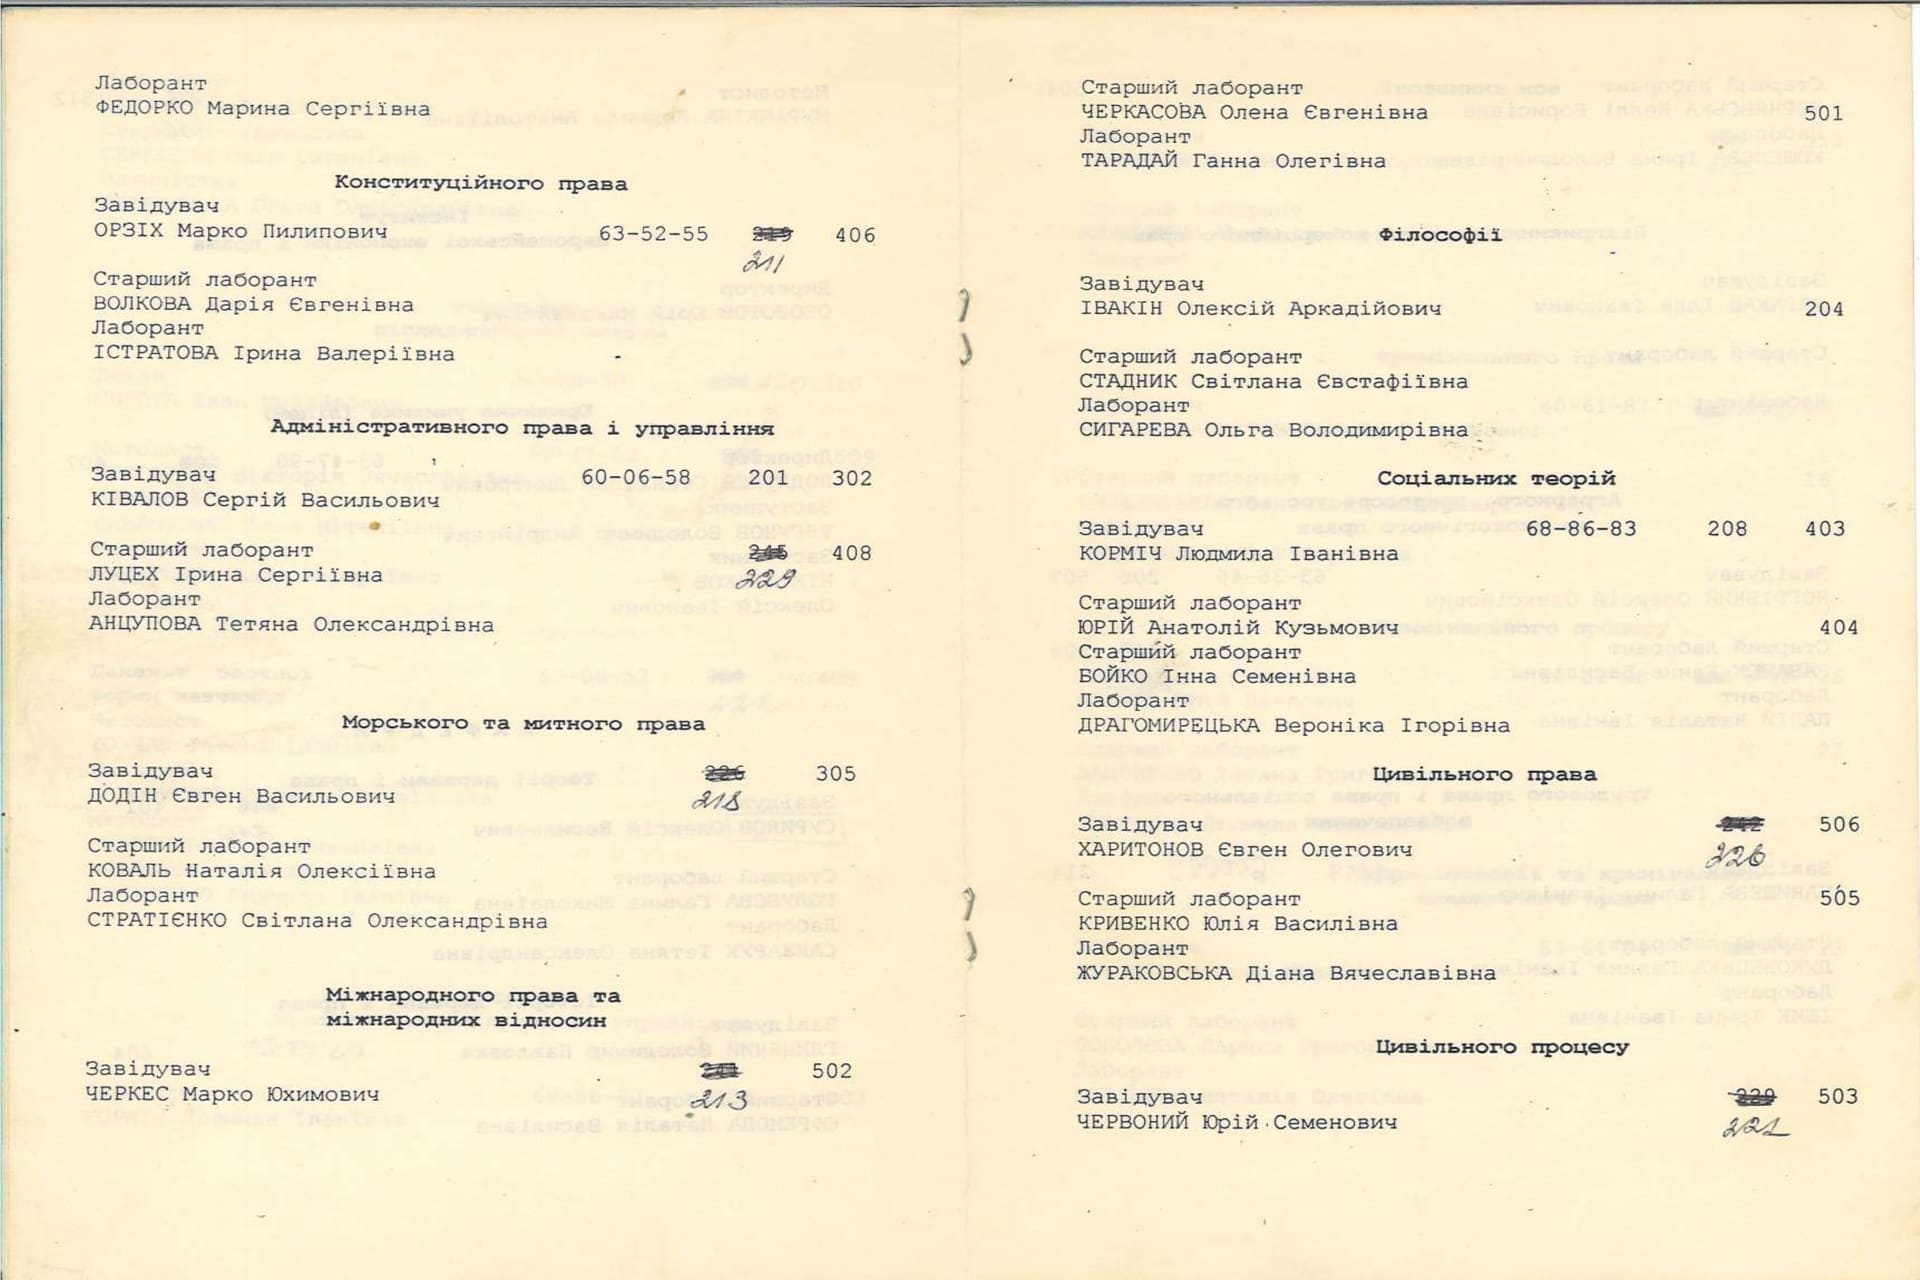 Лаборант
ФЕДОРКО Марина Сергіївна
Конституційного права
Завідувач
ОРЗІХ Марко Пилипович 63-52-55 219 406
211
Старший лаборант
ВОЛКОВА Дарія Євгенівна
Лаборант
ІСТРАТОВА Ірина Валеріївна
Адміністративного права і управління
Завідувач 60-06-58 201 302
КІВАЛОВ Сергій Васильович
Старший лаборант 245 408
ЛУЦЕХ Ірина Сергіївна 229
Лаборант
АНЦУПОВА Тетяна Олександрівна
Морського та митного права
Завідувач 226 305
ДОДІН Євген Васильович 218
Старший лаборант
КОВАЛЬ Наталія Олексіївна
Лаборант
СТРАТІЄНКО Світлана Олександрівна
Міжнародного права та
міжнародних відносин
Завідувач 502
ЧЕРКЕС Марко Юхимович 213
Старший лаборант
ЧЕРКАСОВА Олена Євгенівна 501
Лаборант
ТАРАДАЙ Ганна Олегівна
Філософії
Завідувач
ІВАКІН Олексій Аркадійович 204
Старший лаборант
СТАДНИК Світлана Євстафіївна
Лаборант
СИГАРЕВА Ольга Володимирівна
Соціальних теорій
Завідувач 68-86-83 208 403
КОРМІЧ Людмила Іванівна
Старший лаборант
ЮРІЙ Анатолій Кузьмович 404
Старший лаборант
БОЙКО Інна Семенівна
Лаборант
ДРАГОМИРЕЦЬКА Вероніка Ігорівна
Цивільного права
Завідувач 242 506
ХАРИТОНОВ Євген Олегович 226
Старший лаборант 505
КРИВЕНКО Юлія Василівна
Лаборант
ЖУРАКОВСЬКА Діана Вячеславівна
Цивільного процесу
Завідувач 220 503
ЧЕРВОНИЙ Юрій Семенович 221